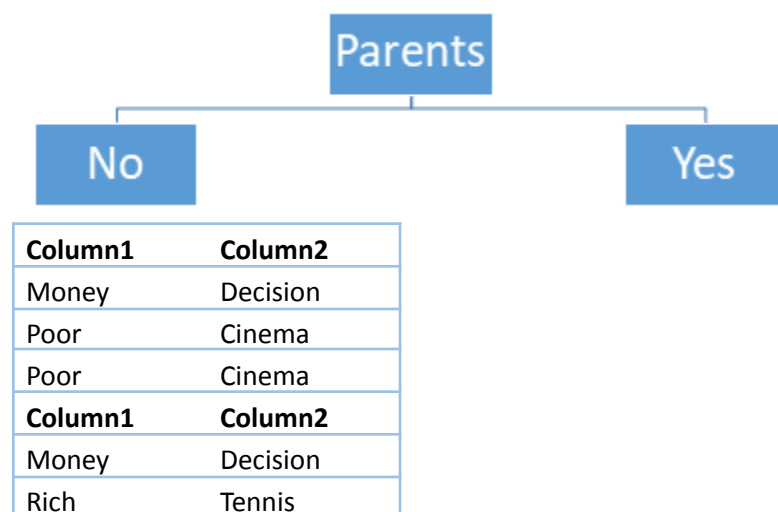 Parents
No Yes
Column1 Column2
Money Decision
Poor Cinema
Poor Cinema
Column1 Column2
Money Decision
Rich Tennis